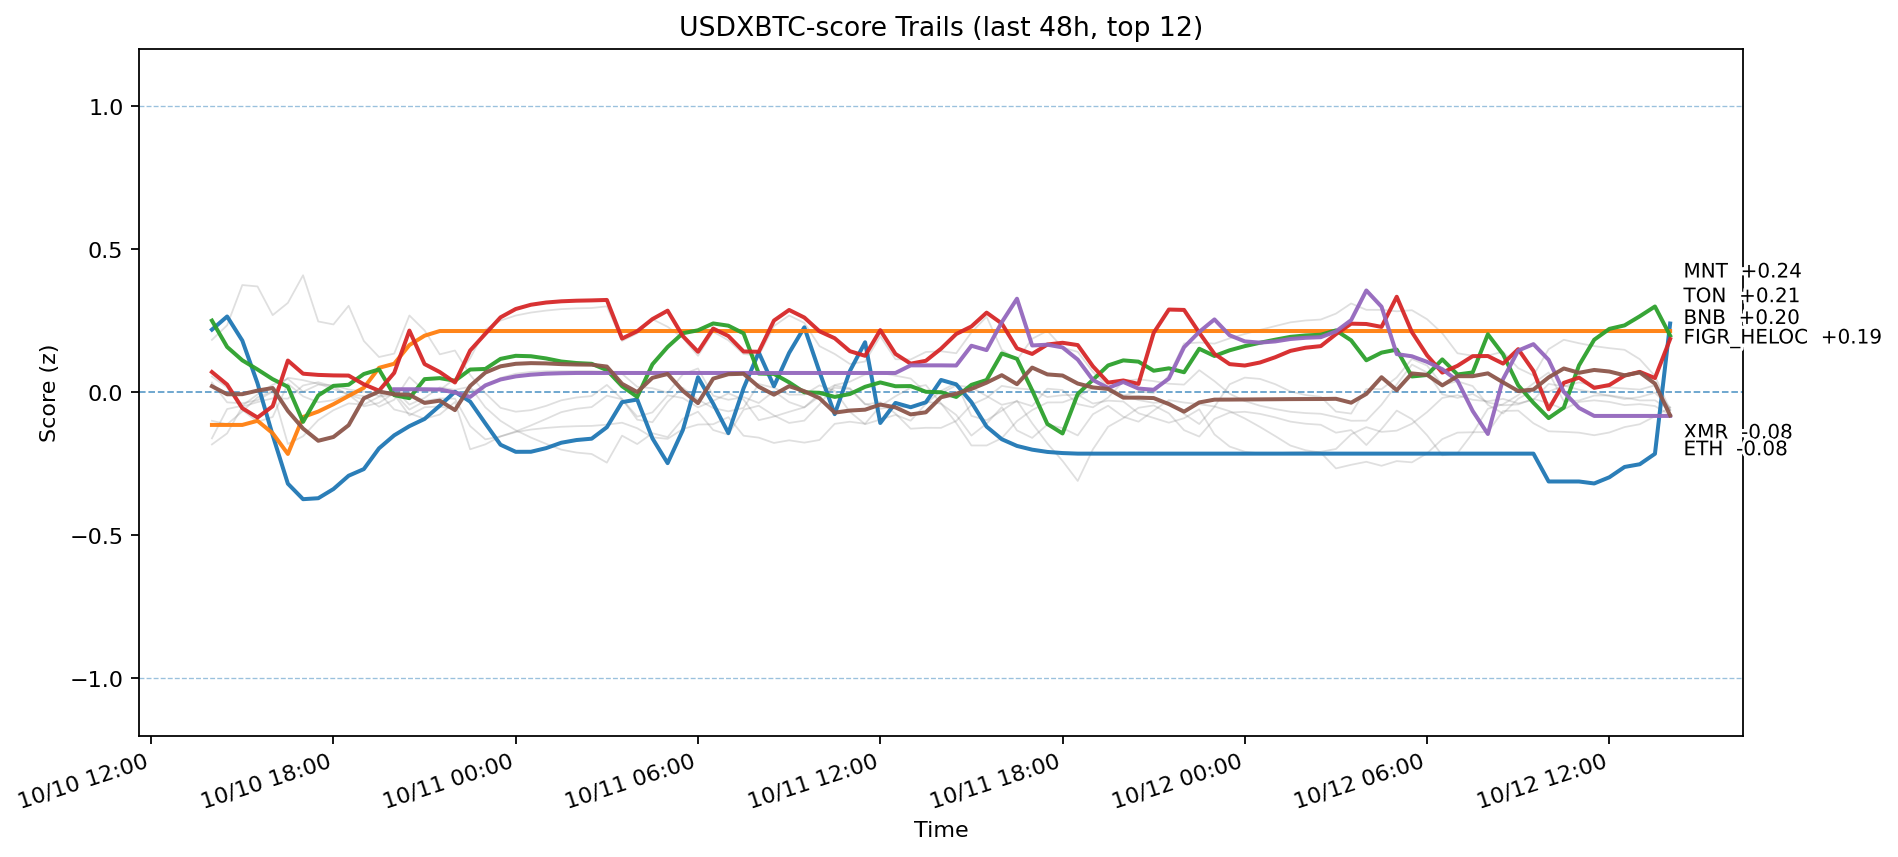 USDXBTC-score Trails (last 48h, top 12)
Score (z)
1.0
0.5
0.0
−0.5
−1.0
MNT +0.24
TON +0.21
BNB +0.20
FIGR_HELOC +0.19
XMR -0.08
ETH -0.08
10/10 12:00
10/10 18:00
10/11 00:00
10/11 06:00
10/11 12:00
10/11 18:00
10/12 00:00
10/12 06:00
10/12 12:00
Time